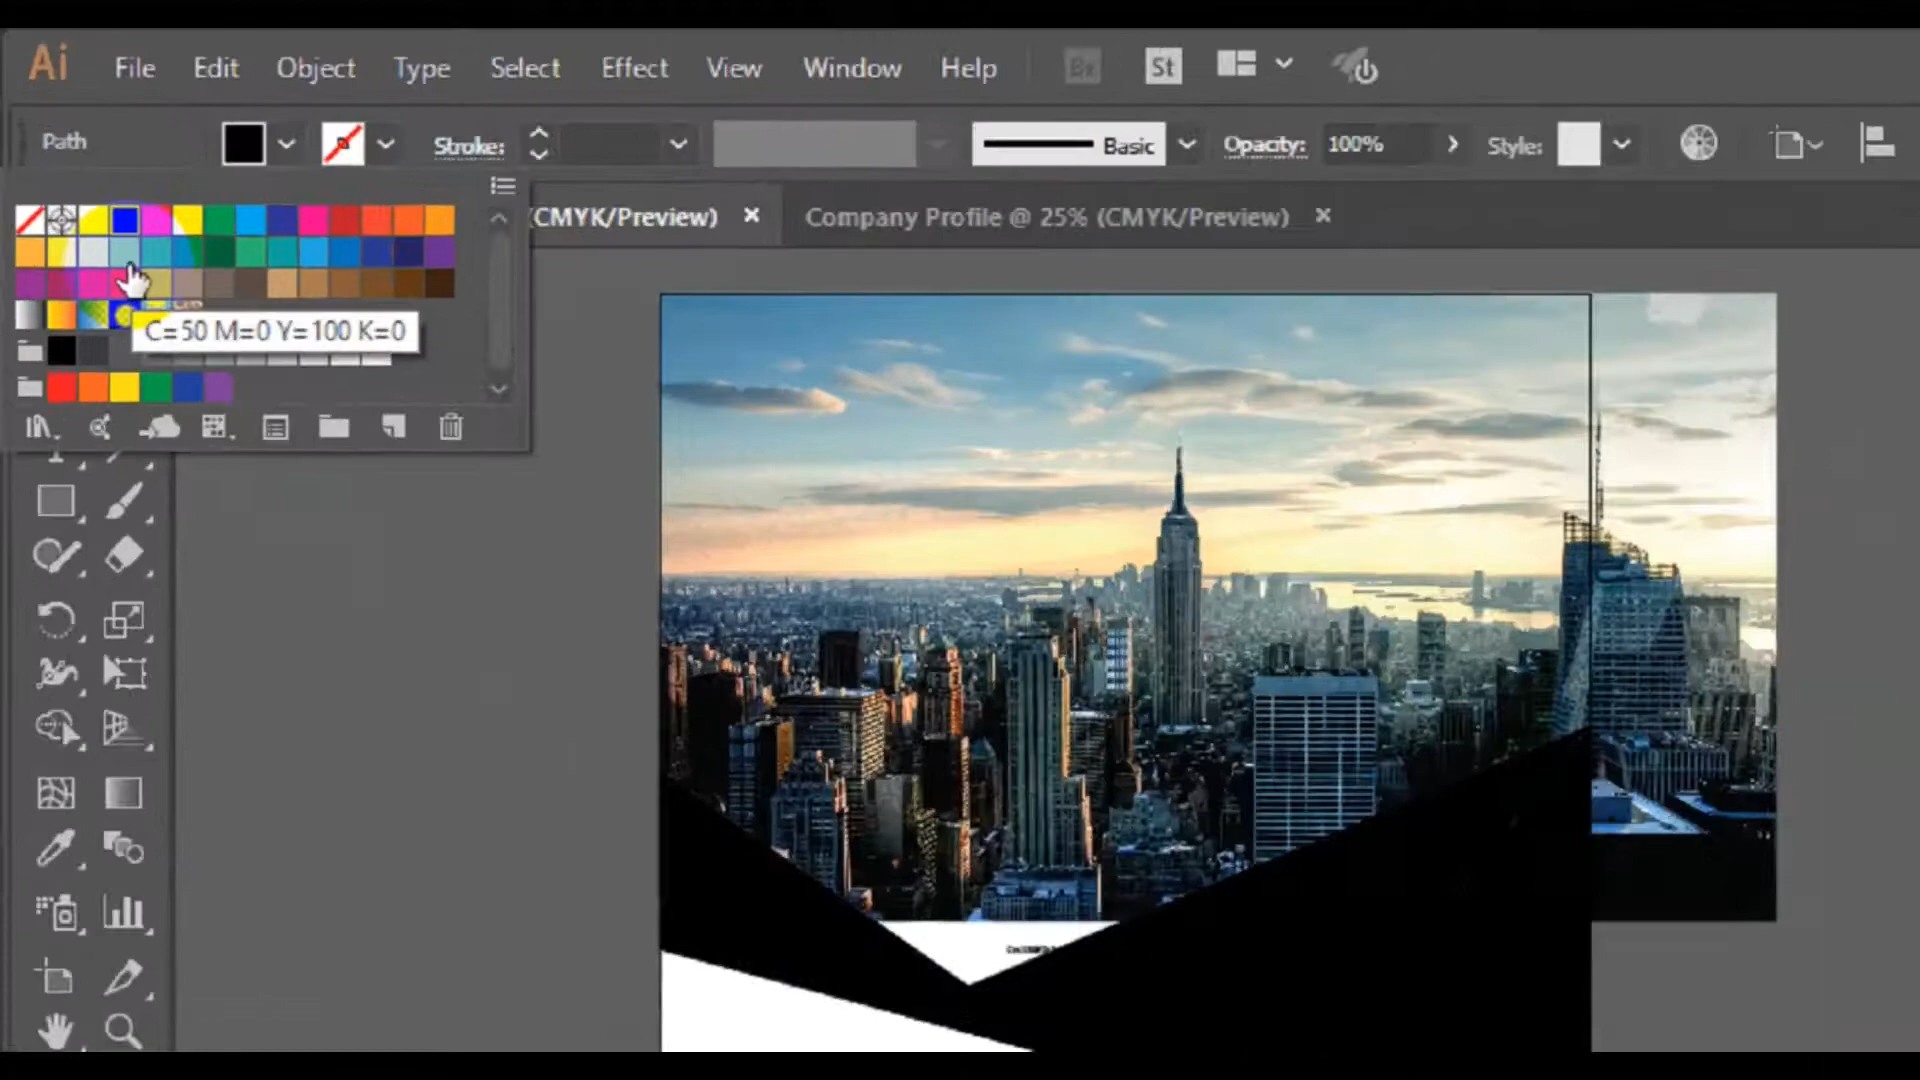 Ai File Edit Object Type Select Effect View Window Help Br St
Path Stroke: Basic Opacity: 100% Style:
(CMYK/Preview) × Company Profile @ 25% (CMYK/Preview) ×
C=50 M=0 Y=100 K=0